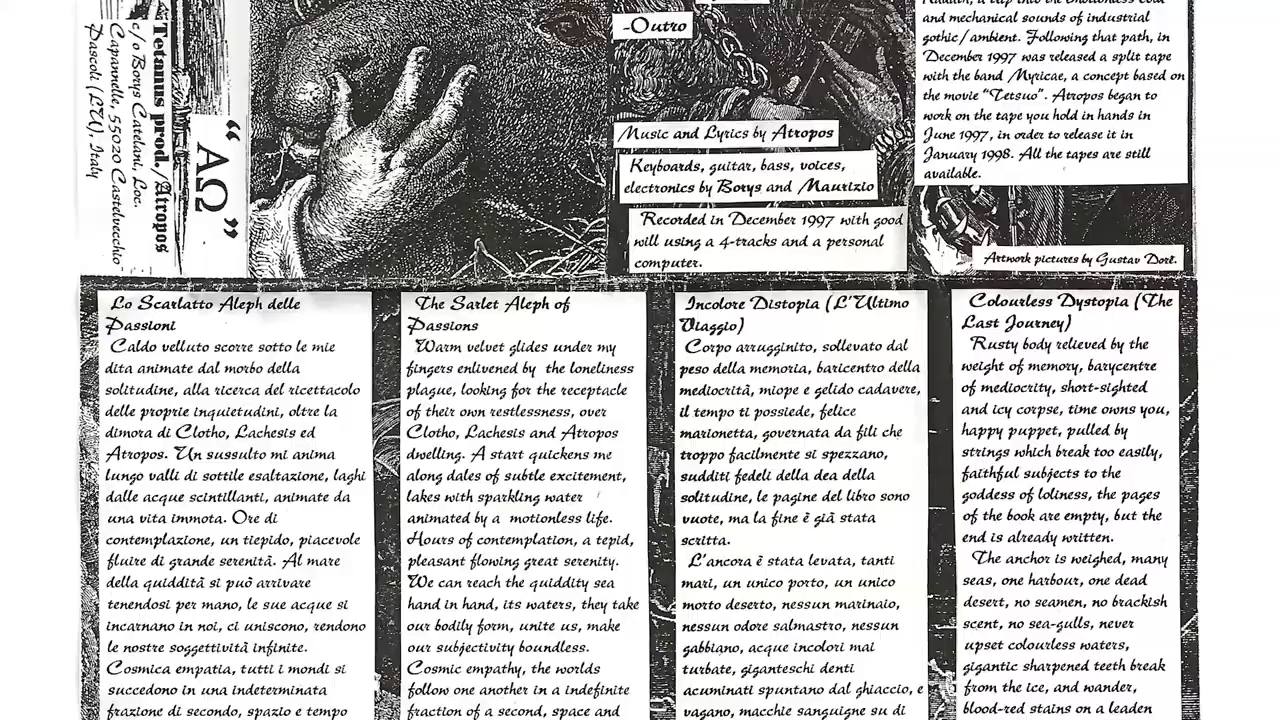 Tetanus prod./Atropos
c/o Borys Catelani, Loc.
Capannelle, 55020 Castelvecchio
Pascoli (LU), Italy
“ΑΩ”
-Outro
Music and Lyrics by Atropos
Keyboards, guitar, bass, voices,
electronics by Borys and Maurizio
Recorded in December 1997 with good
will using a 4-tracks and a personal
computer.
and mechanical sounds of industrial
gothic/ambient. Following that path, in
December 1997 was released a split tape
with the band Myricae, a concept based on
the movie “Tetsuo”. Atropos began to
work on the tape you hold in hands in
June 1997, in order to release it in
January 1998. All the tapes are still
available.
Artwork pictures by Gustav Dorè.
Lo Scarlatto Aleph delle
Passioni
Caldo velluto scorre sotto le mie
dita animate dal morbo della
solitudine, alla ricerca del ricettacolo
delle proprie inquietudini, oltre la
dimora di Clotho, Lachesis ed
Atropos. Un sussulto mi anima
lungo valli di sottile esaltazione, laghi
dalle acque scintillanti, animate da
una vita immota. Ore di
contemplazione, un tiepido, piacevole
fluire di grande serenità. Al mare
della quiddità si può arrivare
tenendosi per mano, le sue acque si
incarnano in noi, ci uniscono, rendono
le nostre soggettività infinite.
Cosmica empatia, tutti i mondi si
succedono in una indeterminata
frazione di secondo, spazio e tempo
The Sarlet Aleph of
Passions
Warm velvet glides under my
fingers enlivened by the loneliness
plague, looking for the receptacle
of their own restlessness, over
Clotho, Lachesis and Atropos
dwelling. A start quickens me
along dales of subtle excitement,
lakes with sparkling water
animated by a motionless life.
Hours of contemplation, a tepid,
pleasant flowing great serenity.
We can reach the quiddity sea
hand in hand, its waters, they take
our bodily form, unite us, make
our subjectivity boundless.
Cosmic empathy, the worlds
follow one another in a indefinite
fraction of a second, space and
Incolore Distopia (L'Ultimo
Viaggio)
Corpo arrugginito, sollevato dal
peso della memoria, baricentro della
mediocrità, miope e gelido cadavere,
il tempo ti possiede, felice
marionetta, governata da fili che
troppo facilmente si spezzano,
sudditi fedeli della dea della
solitudine, le pagine del libro sono
vuote, ma la fine è già stata
scritta.
L'ancora è stata levata, tanti
mari, un unico porto, un unico
morto deserto, nessun marinaio,
nessun odore salmastro, nessun
gabbiano, acque incolori mai
turbate, giganteschi denti
acuminati spuntano dal ghiaccio, e
vagano, macchie sanguigne su di
Colourless Dystopia (The
Last Journey)
Rusty body relieved by the
weight of memory, barycentre
of mediocrity, short-sighted
and icy corpse, time owns you,
happy puppet, pulled by
strings which break too easily,
faithful subjects to the
goddess of loliness, the pages
of the book are empty, but the
end is already written.
The anchor is weighed, many
seas, one harbour, one dead
desert, no seamen, no brackish
scent, no sea-gulls, never
upset colourless waters,
gigantic sharpened teeth break
from the ice, and wander,
blood-red stains on a leaden